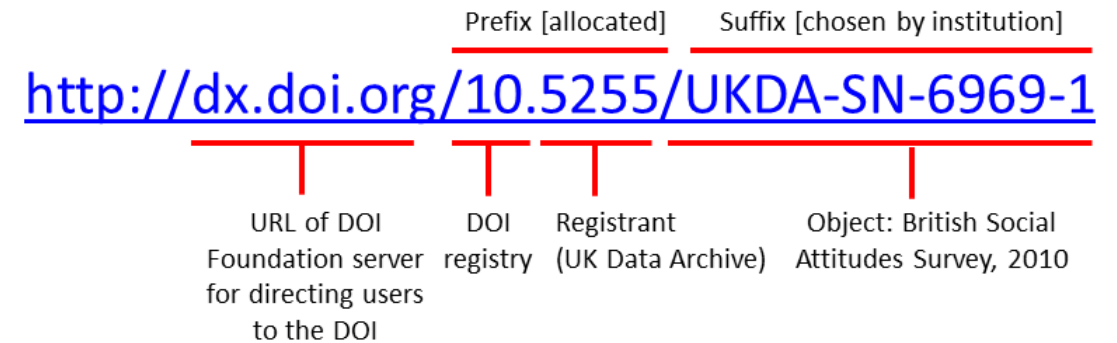 Prefix [allocated] Suffix [chosen by institution]
http://dx.doi.org/10.5255/UKDA-SN-6969-1
URL of DOI
Foundation server
for directing users
to the DOI
DOI
registry
Registrant
(UK Data Archive)
Object: British Social
Attitudes Survey, 2010